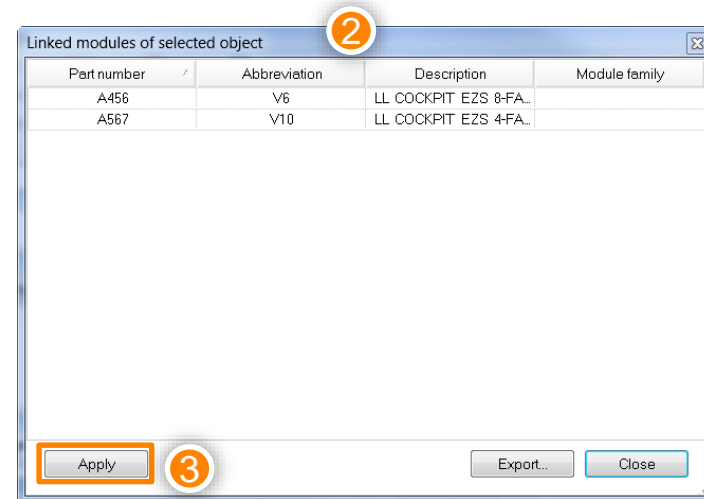 Linked modules of selected object 2
Part number Abbreviation Description Module family
A456 V6 LL COCKPIT EZS 8-FA...
A567 V10 LL COCKPIT EZS 4-FA...
Apply 3 Export... Close